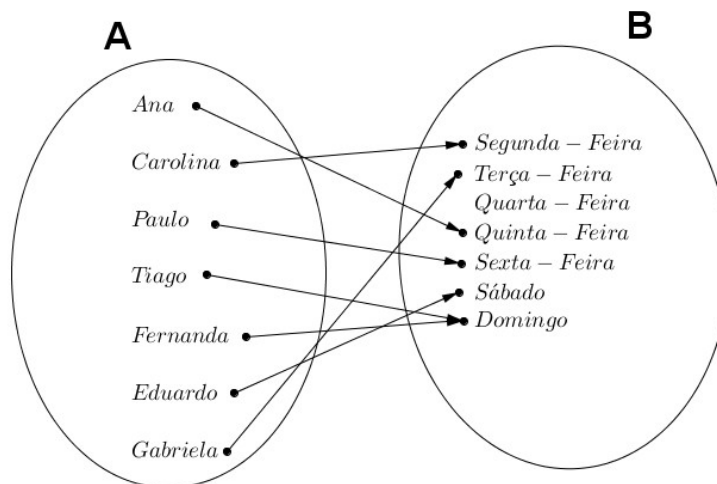 A
B
Ana
Carolina
Paulo
Tiago
Fernanda
Eduardo
Gabriela
Segunda – Feira
Terça – Feira
Quarta – Feira
Quinta – Feira
Sexta – Feira
Sábado
Domingo